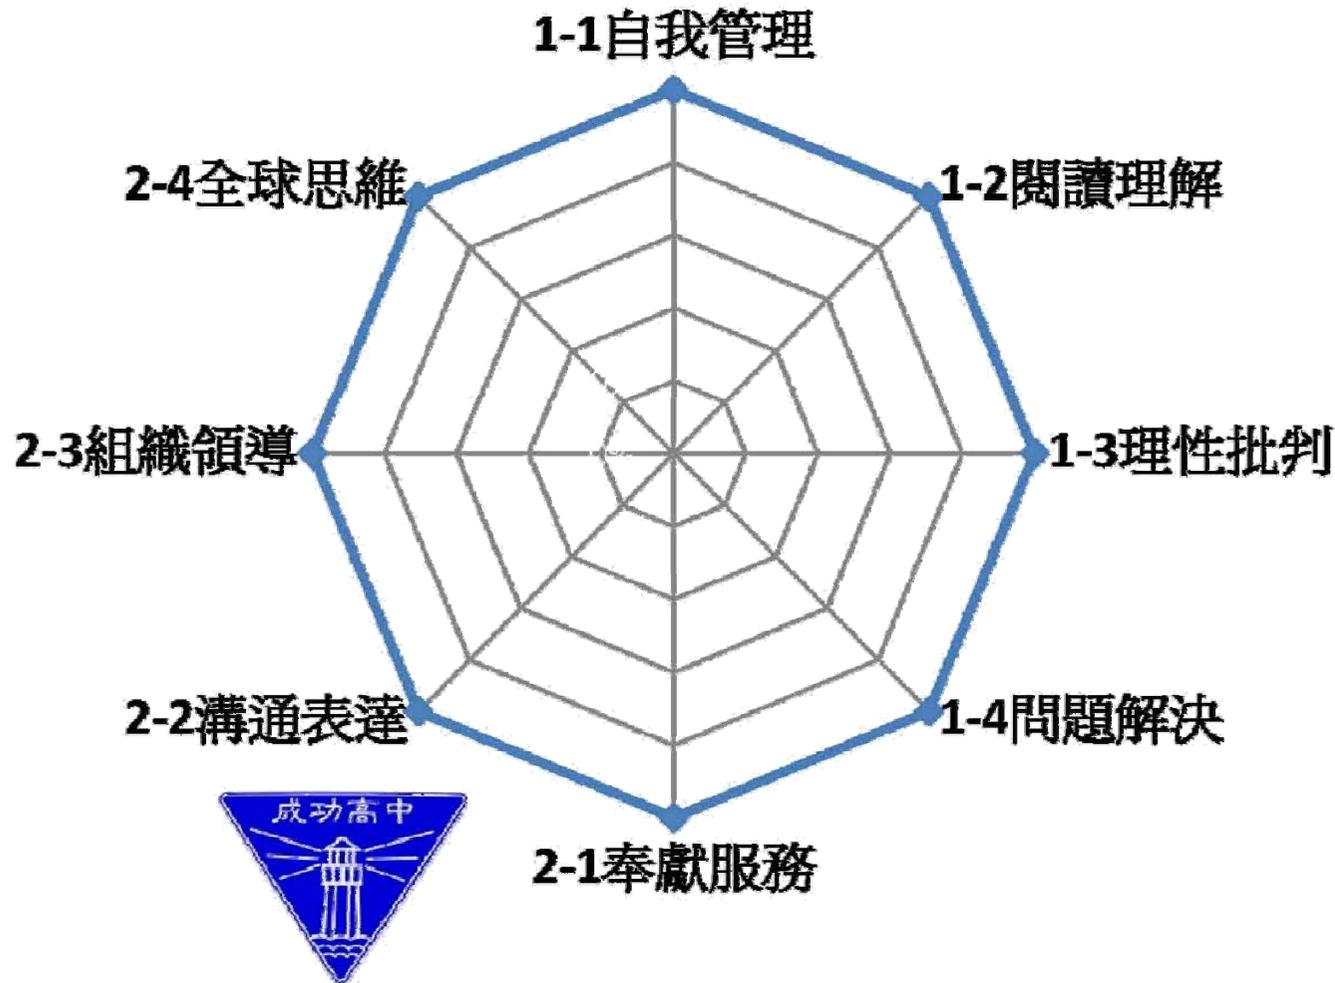 1-1自我管理
2-4全球思維
1-2閱讀理解
2-3組織領導
1-3理性批判
2-2溝通表達
1-4問題解決
成功高中
2-1奉獻服務